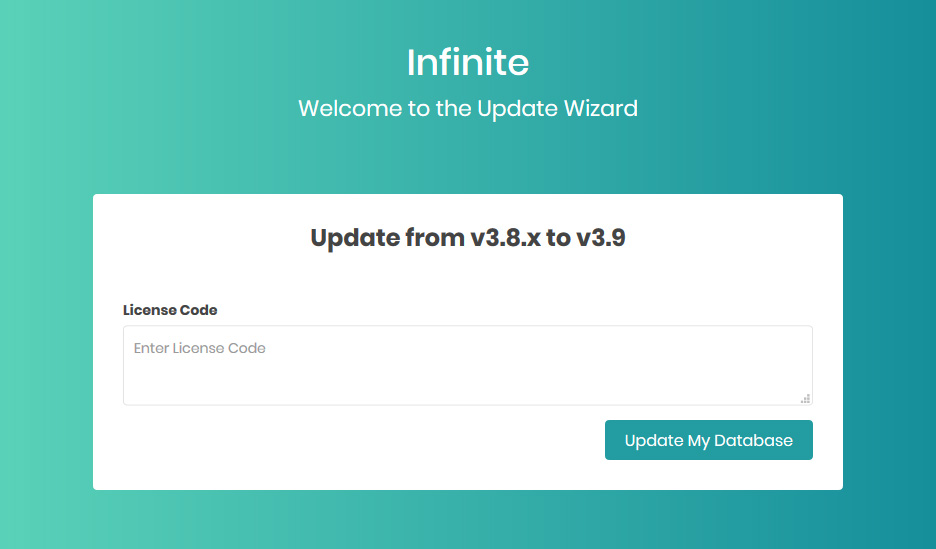 Infinite
Welcome to the Update Wizard
Update from v3.8.x to v3.9
License Code
Enter License Code
Update My Database